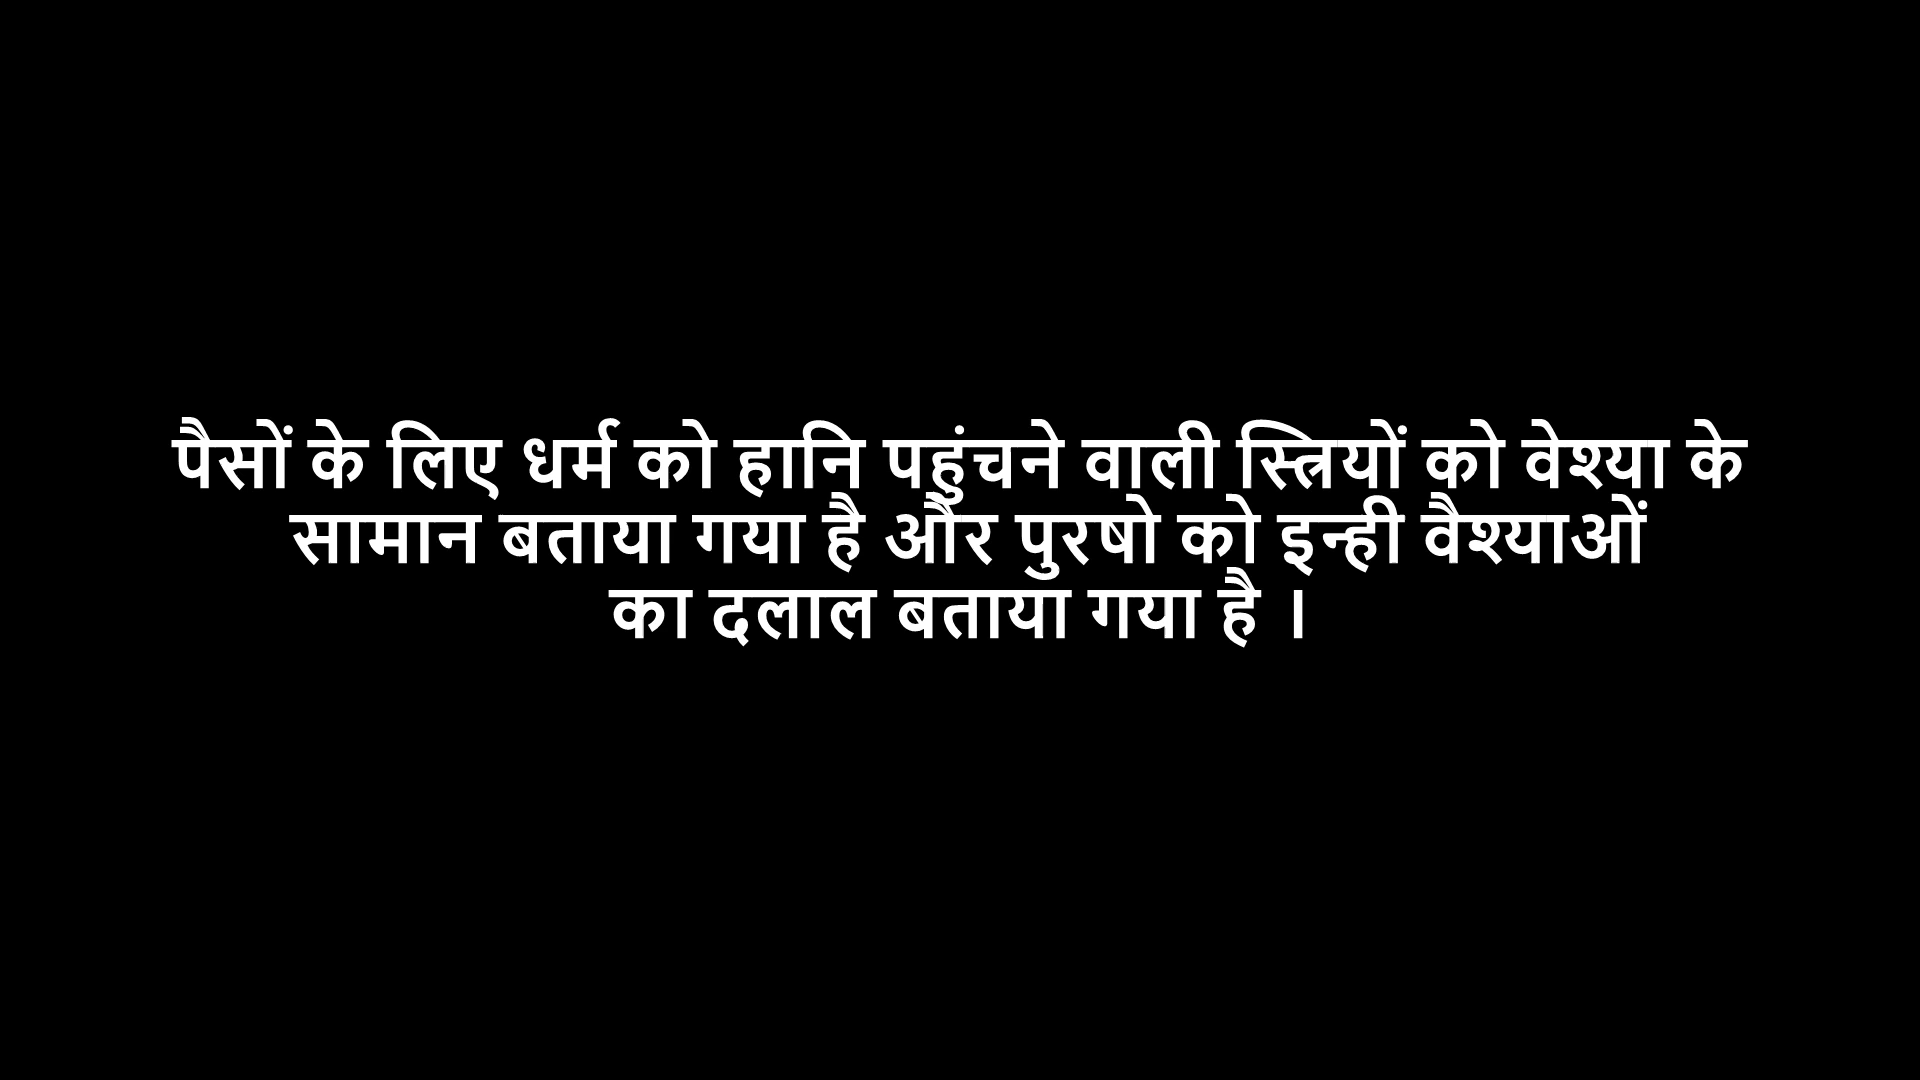 पैसों के लिए धर्म को हानि पहुंचने वाली स्त्रियों को वेश्या के
सामान बताया गया है और पुरषो को इन्ही वैश्याओं
का दलाल बताया गया है ।